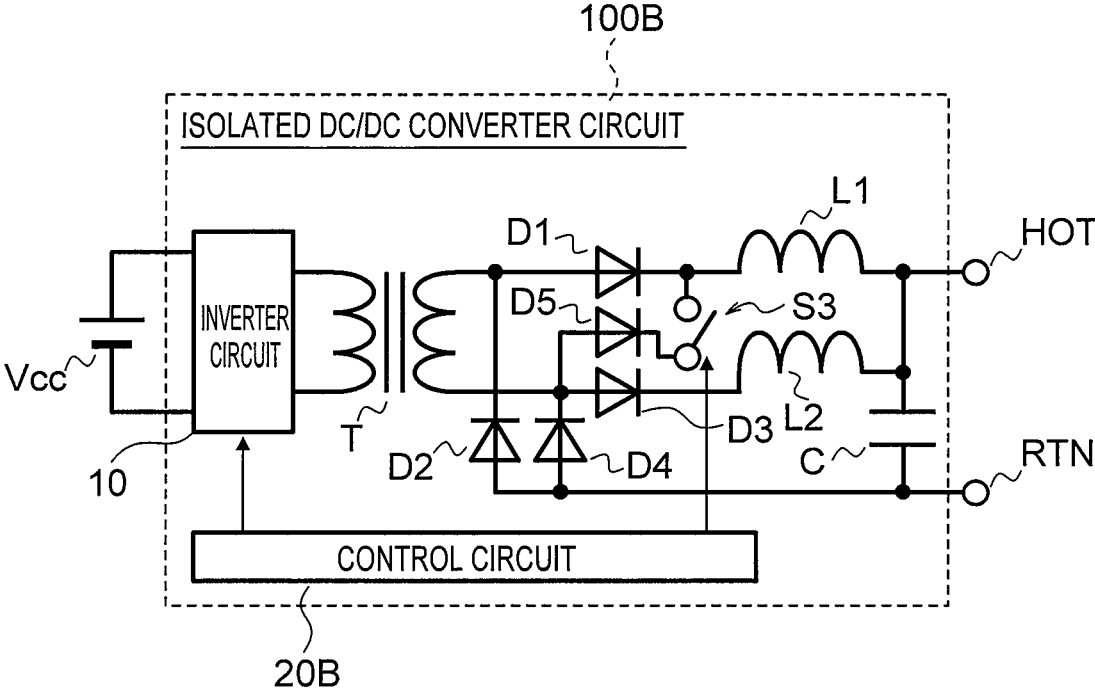 100B
ISOLATED DC/DC CONVERTER CIRCUIT
L1
D1
HOT
D5
S3
INVERTER
CIRCUIT
Vcc
T
L2
D3
10
D2
D4
C
RTN
CONTROL CIRCUIT
20B